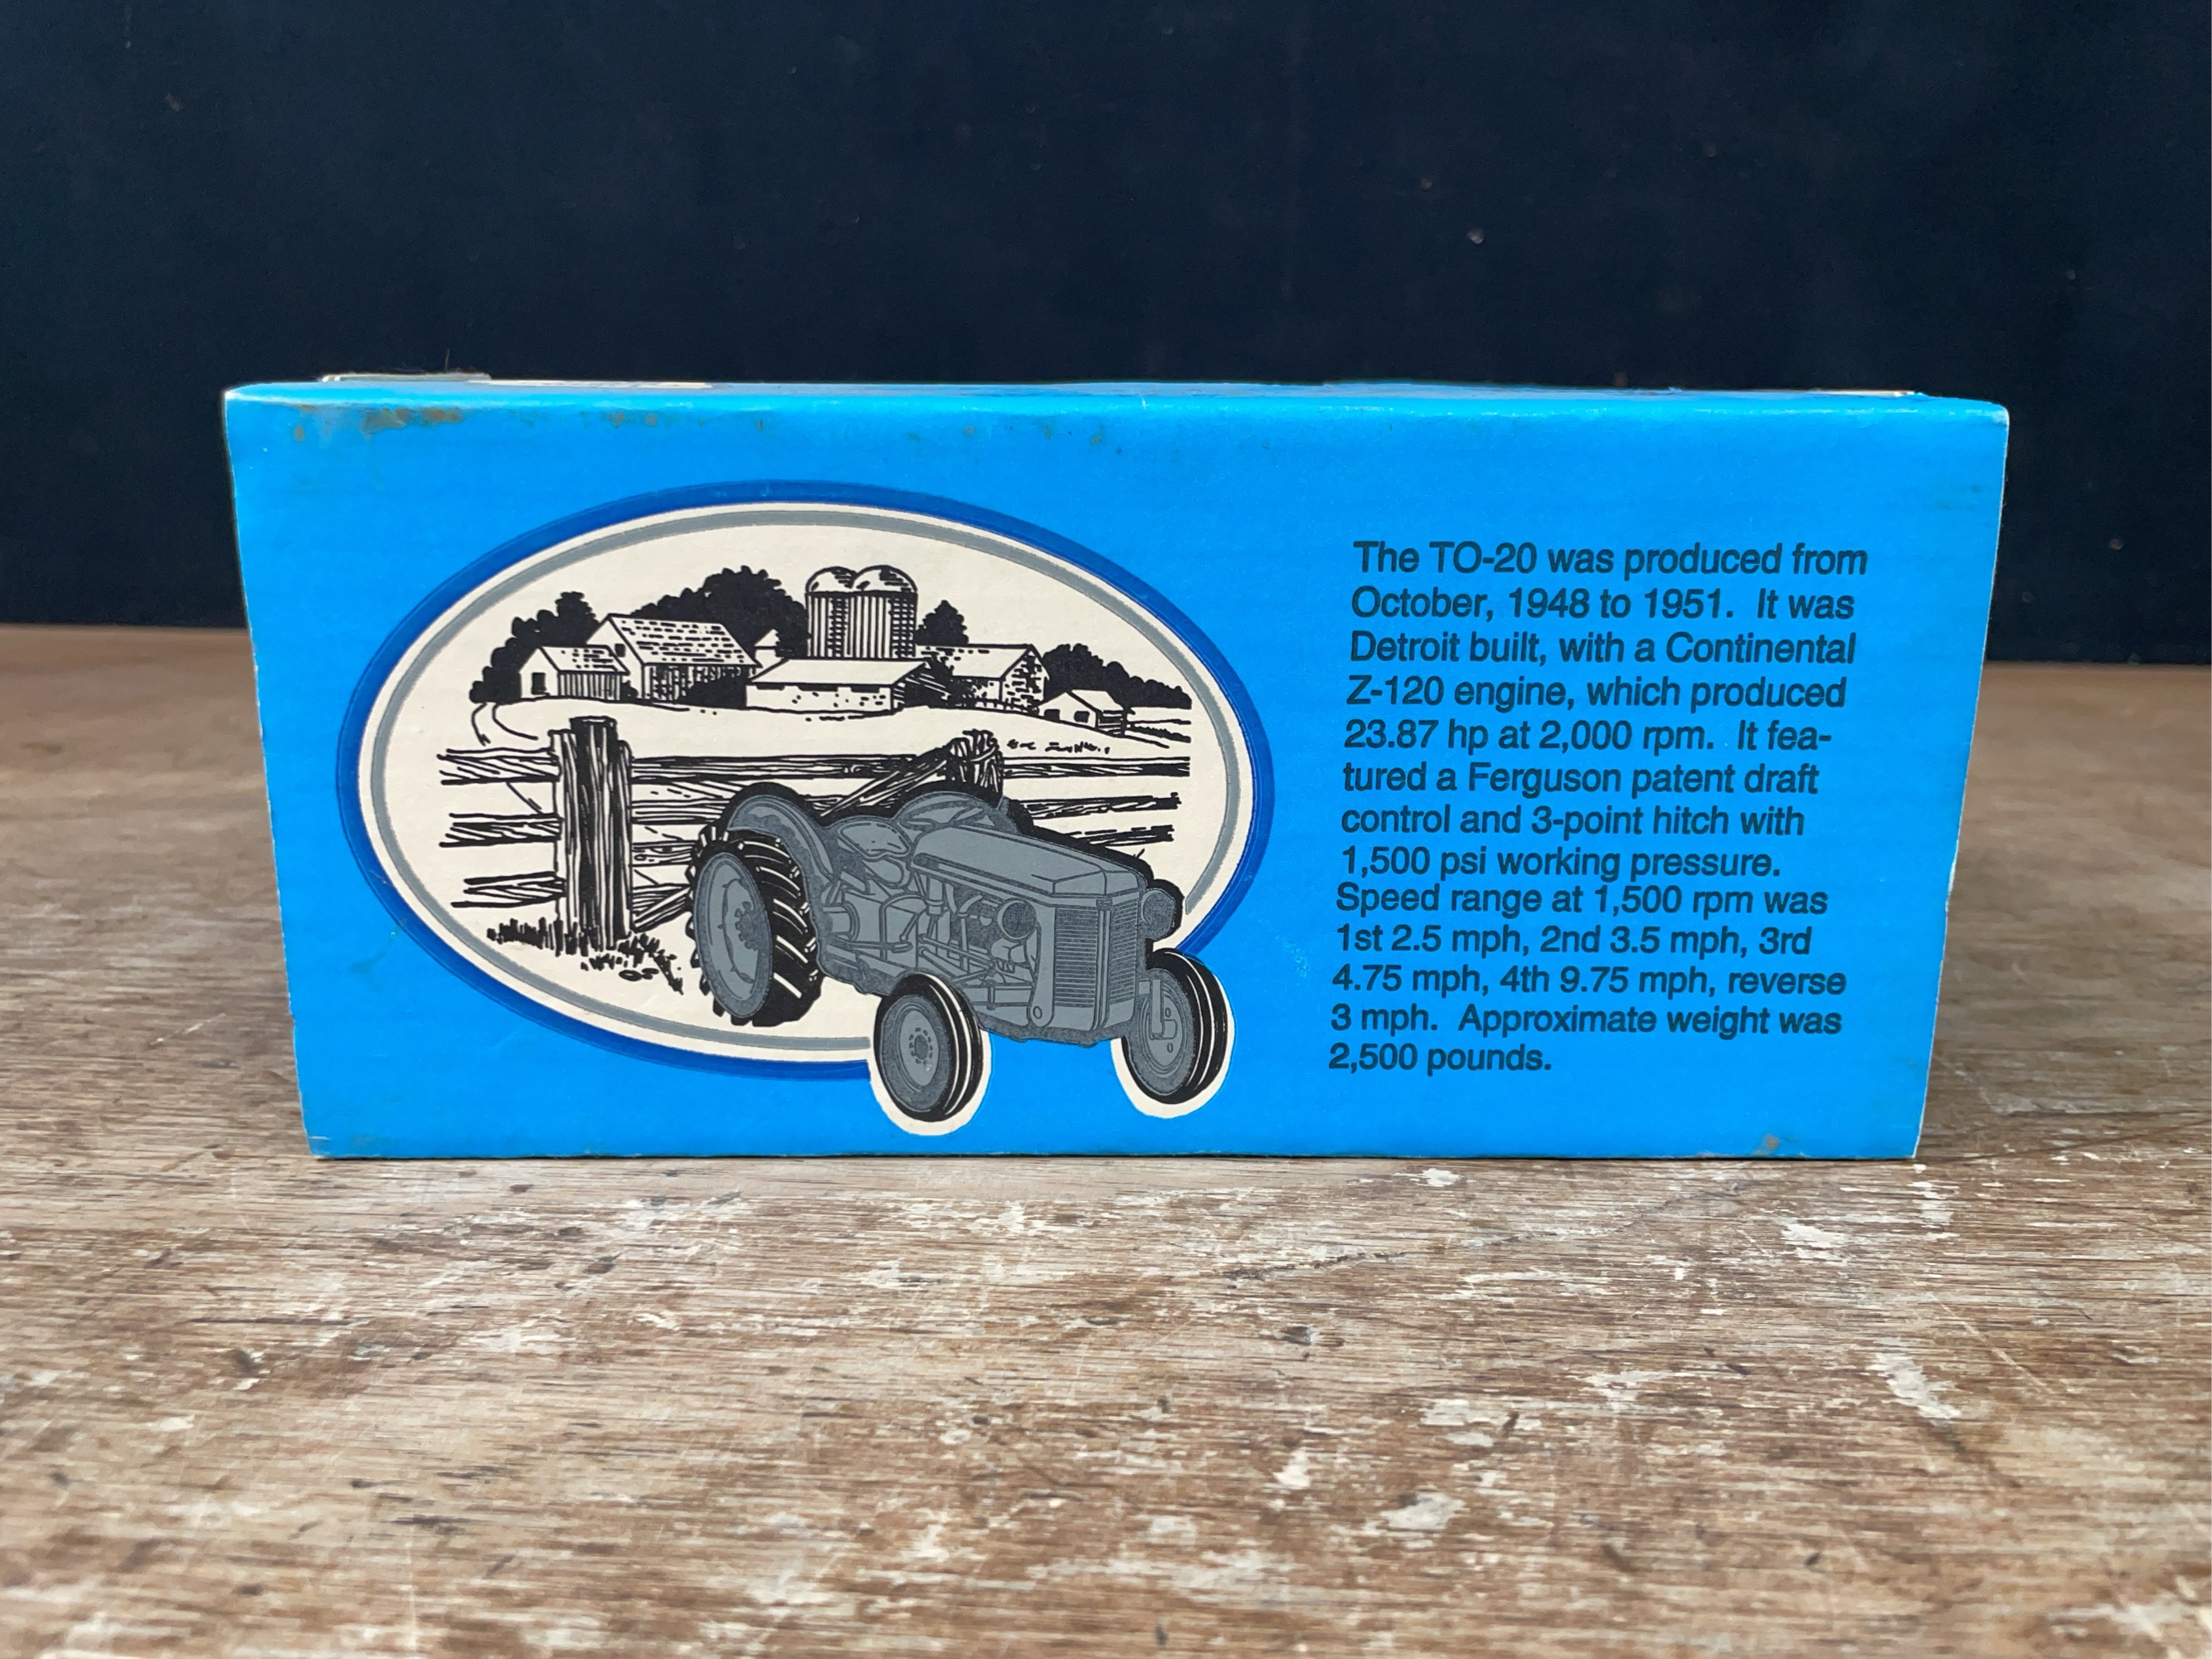 The TO-20 was produced from
October, 1948 to 1951. It was
Detroit built, with a Continental
Z-120 engine, which produced
23.87 hp at 2,000 rpm. It fea-
tured a Ferguson patent draft
control and 3-point hitch with
1,500 psi working pressure.
Speed range at 1,500 rpm was
1st 2.5 mph, 2nd 3.5 mph, 3rd
4.75 mph, 4th 9.75 mph, reverse
3 mph. Approximate weight was
2,500 pounds.